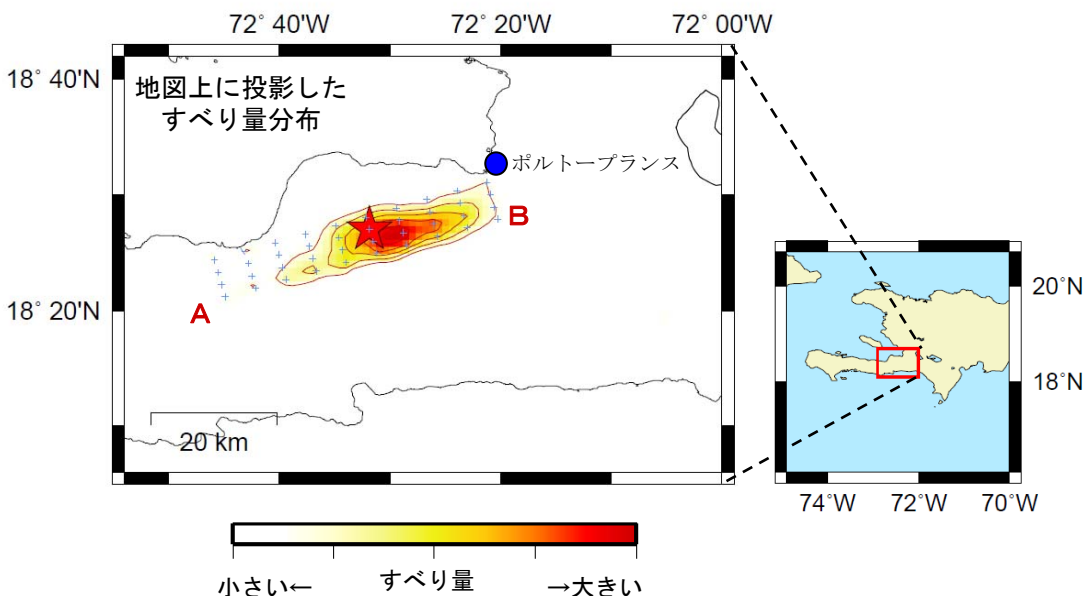 72° 40'W
72° 20'W
72° 00'W
18° 40'N
地図上に投影した
すべり量分布
ポルトープランス
B
A
18° 20'N
20 km
20°N
18°N
74°W
72°W
70°W
小さい←
すべり量
→大きい